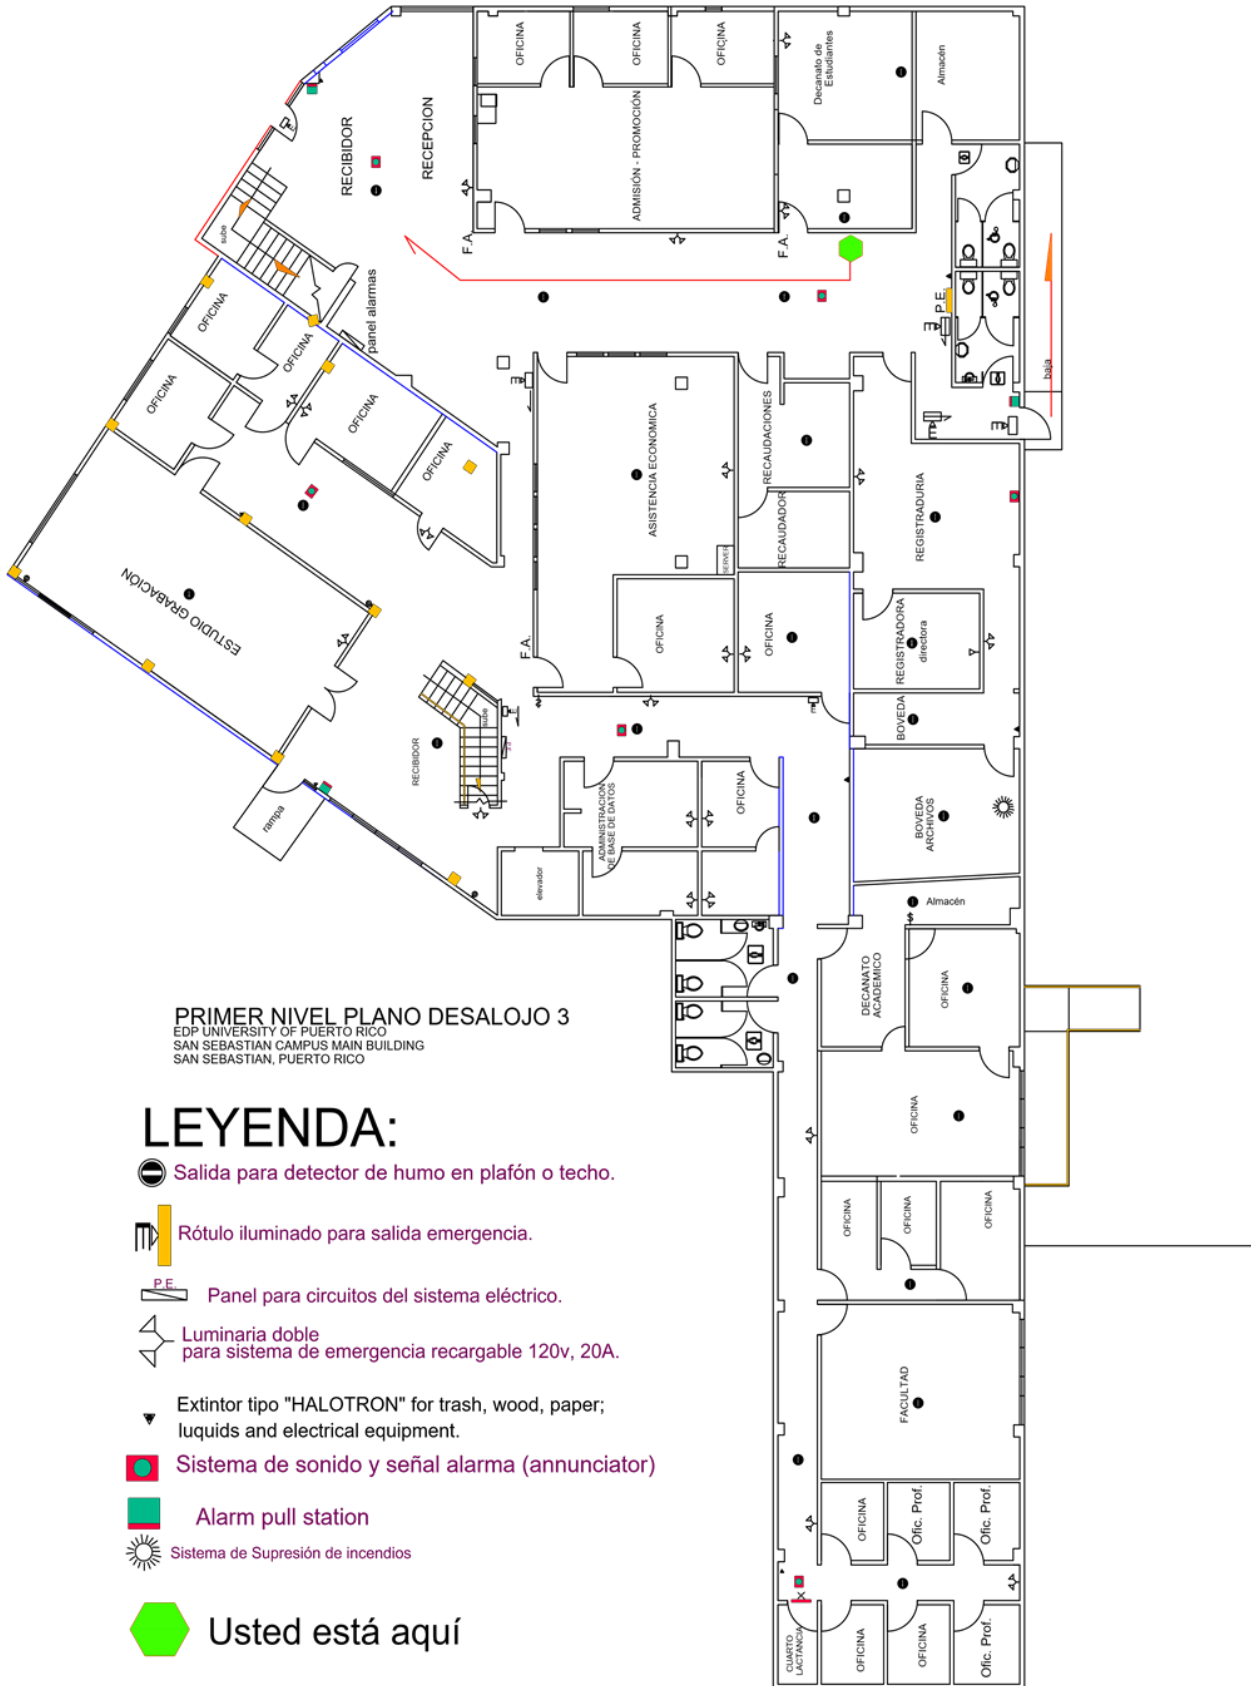 OFICINA
OFICINA
OFICINA
Decanato de
Estudiantes
Almacén
RECIBIDOR
RECEPCION
ADMISIÓN - PROMOCIÓN
sube
F.A.
F.A.
panel alarmas
P.E.
baja
OFICINA
OFICINA
OFICINA
OFICINA
OFICINA
ASISTENCIA ECONOMICA
RECAUDACIONES
RECAUDADOR
SERVER
REGISTRADURIA
ESTUDIO GRABACIÓN
F.A.
OFICINA
OFICINA
REGISTRADORA
directora
BOVEDA
RECIBIDOR
sube
rampa
ADMINISTRACION
DE BASE DE DATOS
OFICINA
elevador
BOVEDA
ARCHIVOS
Almacén
DECANATO
ACADEMICO
OFICINA
OFICINA
OFICINA
OFICINA
OFICINA
FACULTAD
OFICINA
Ofic. Prof.
Ofic. Prof.
CUARTO
LACTANCIA
OFICINA
OFICINA
Ofic. Prof.
PRIMER NIVEL PLANO DESALOJO 3
EDP UNIVERSITY OF PUERTO RICO
SAN SEBASTIAN CAMPUS MAIN BUILDING
SAN SEBASTIAN, PUERTO RICO
LEYENDA:
Salida para detector de humo en plafón o techo.
Rótulo iluminado para salida emergencia.
P.E.
Panel para circuitos del sistema eléctrico.
Luminaria doble
para sistema de emergencia recargable 120v, 20A.
Extintor tipo "HALOTRON" for trash, wood, paper;
luquids and electrical equipment.
Sistema de sonido y señal alarma (annunciator)
Alarm pull station
Sistema de Supresión de incendios
Usted está aquí